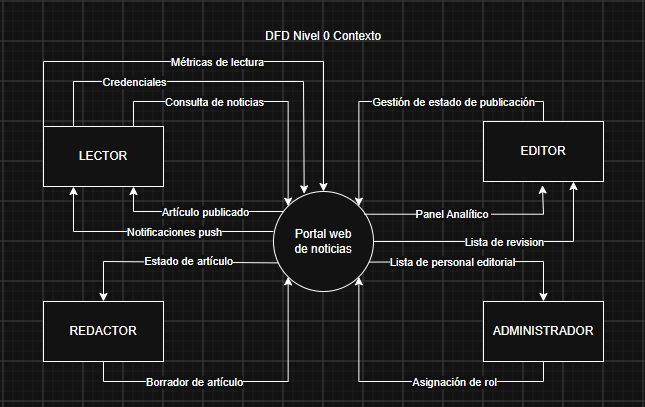 DFD Nivel 0 Contexto
Métricas de lectura
Credenciales
Consulta de noticias
Gestión de estado de publicación
LECTOR
EDITOR
Artículo publicado
Panel Analítico
Notificaciones push
Portal web
de noticias
Lista de revision
Estado de artículo
Lista de personal editorial
REDACTOR
ADMINISTRADOR
Borrador de artículo
Asignación de rol